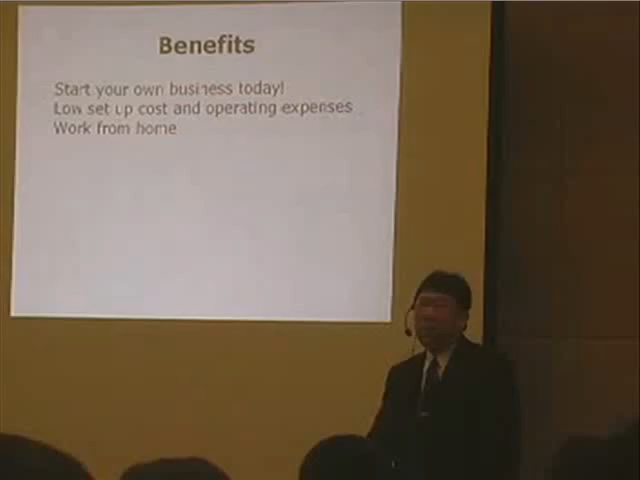 Benefits
Start your own business today!
Low set up cost and operating expenses
Work from home